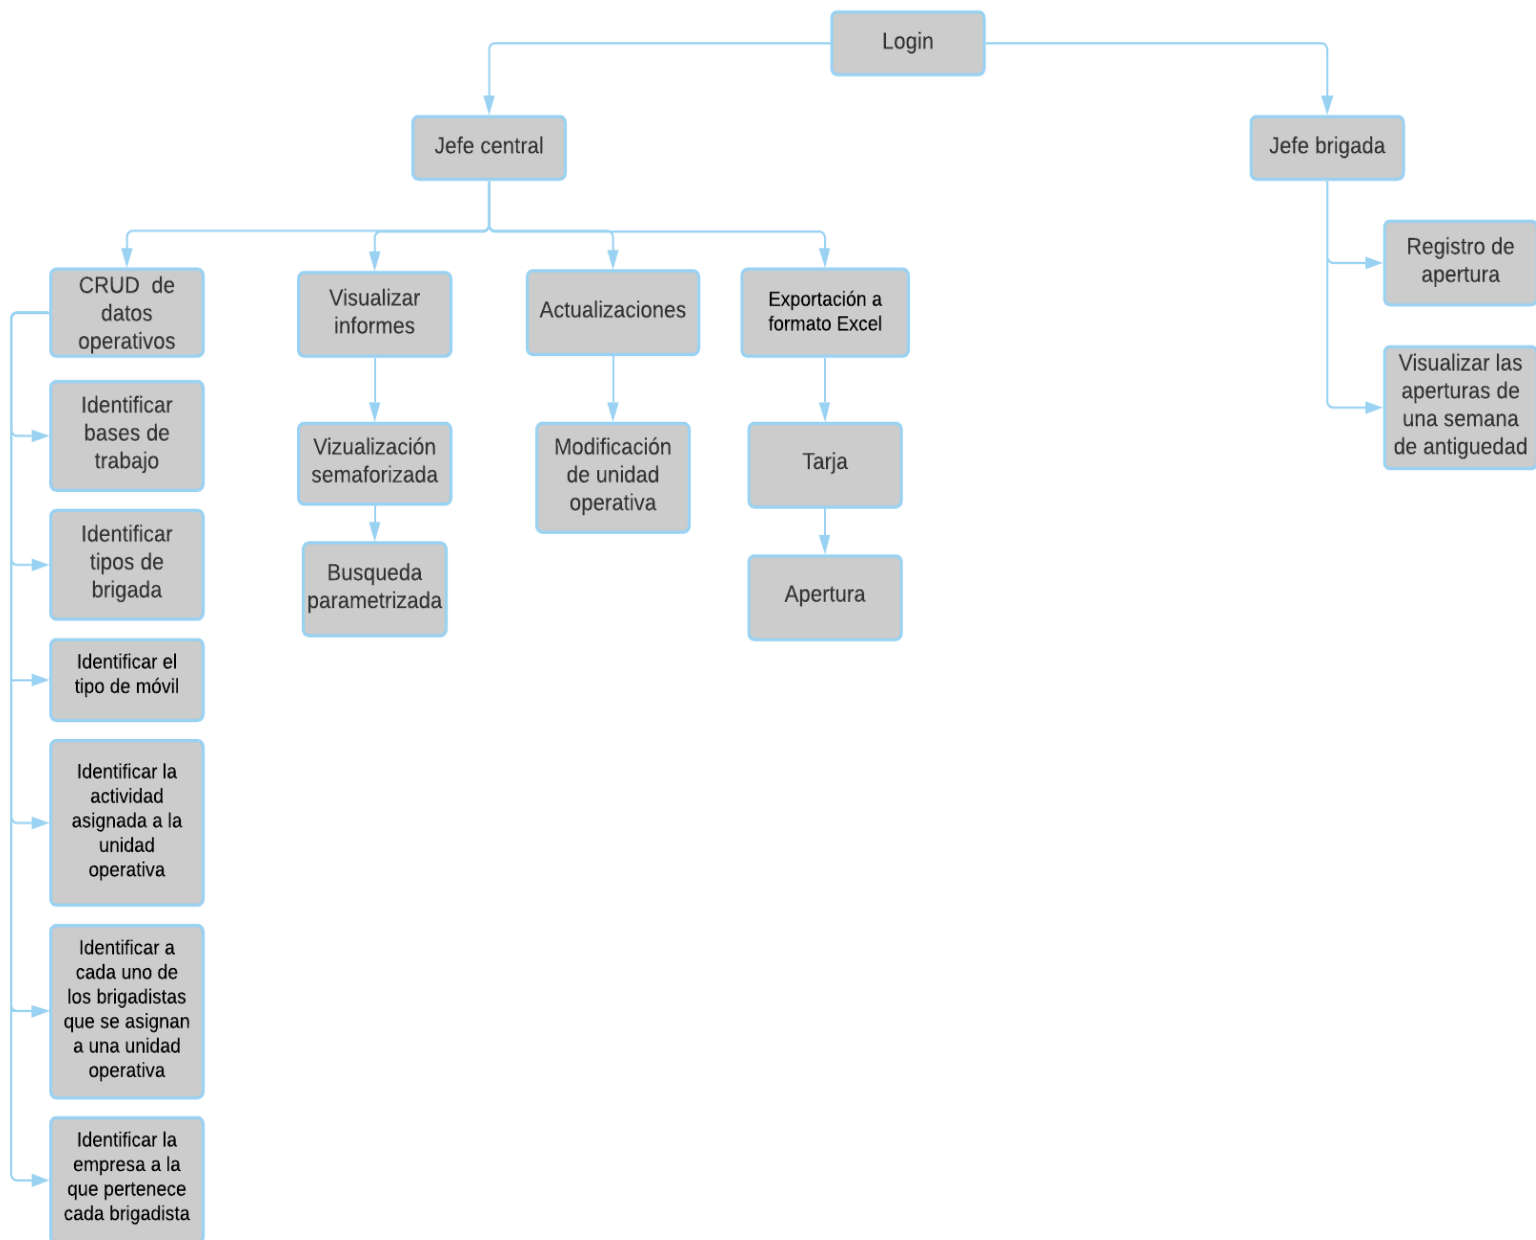 Login
Jefe central
Jefe brigada
CRUD  de
datos
operativos
Visualizar
informes
Actualizaciones
Exportación a
formato Excel
Registro de
apertura
Visualizar las
aperturas de
una semana
de antiguedad
Identificar
bases de
trabajo
Vizualización
semaforizada
Modificación
de unidad
operativa
Tarja
Identificar
tipos de
brigada
Busqueda
parametrizada
Apertura
Identificar el
tipo de móvil
Identificar la
actividad
asignada a la
unidad
operativa
Identificar a
cada uno de
los brigadistas
que se asignan
a una unidad
operativa
Identificar la
empresa a la
que pertenece
cada brigadista